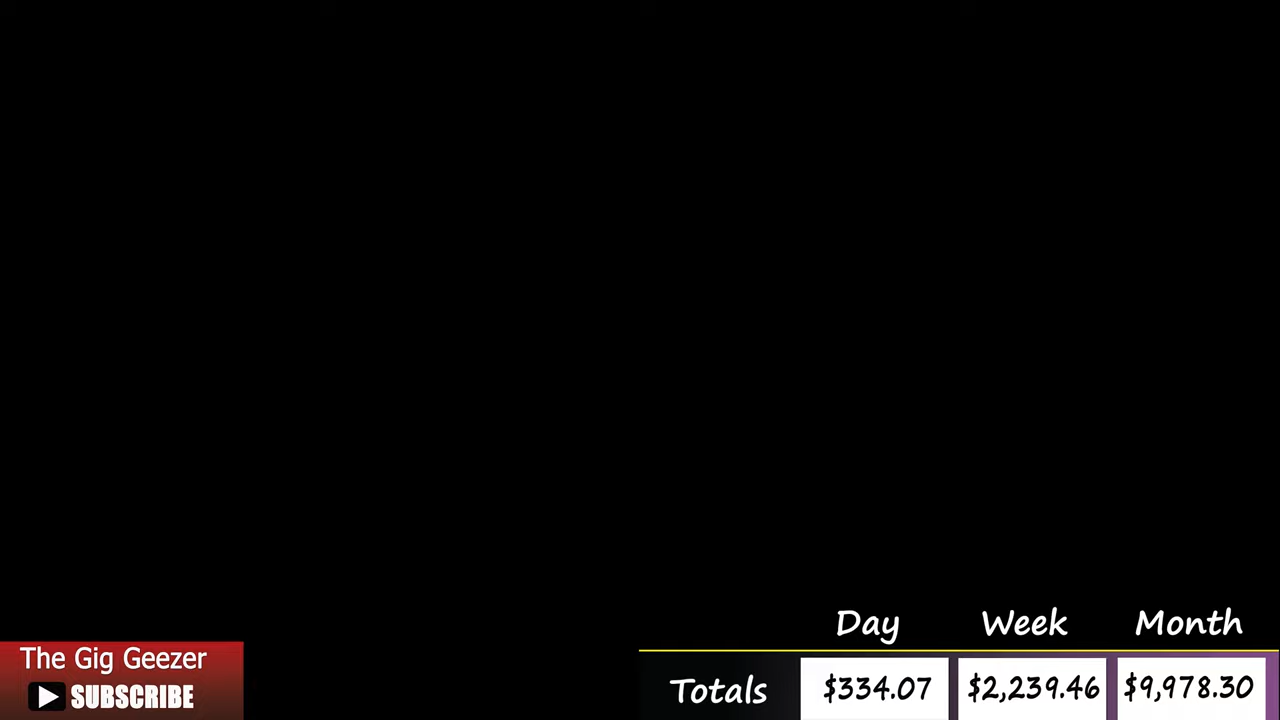 Day Week Month
Totals $334.07 $2,239.46 $9,978.30
The Gig Geezer
SUBSCRIBE